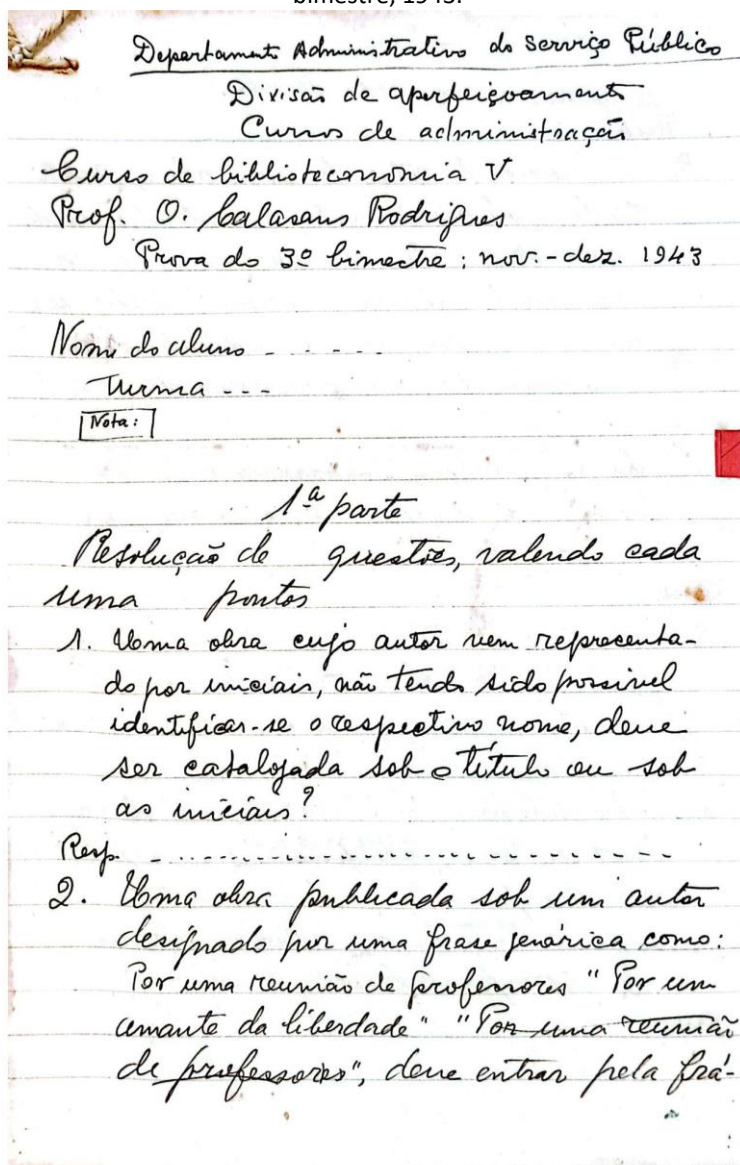 bimestre, 1943.
Departamento Administrativo do Serviço Público
Divisão de aperfeiçoamento
Cursos de administração
Curso de biblioteconomia V
Prof. O. Calasans Rodrigues
Prova do 3º bimestre: nov.-dez. 1943
Nome do aluno - . - . .
Turma ---
Nota:
1ª parte
Resolução de questões, valendo cada
uma pontos
1. Uma obra cujo autor vem representa-
do por iniciais, não tendo sido possivel
identificar-se o respectivo nome, deve
ser catalogada sob o título ou sob
as iniciais?
Resp. - . . . . . . . . . . . . . . . . . . .
2. Uma obra publicada sob um autor
designado por uma frase genérica como:
Por uma reunião de professores" Por um
amante da liberdade" "Por uma reunião
de professores", deve entrar pela frá-